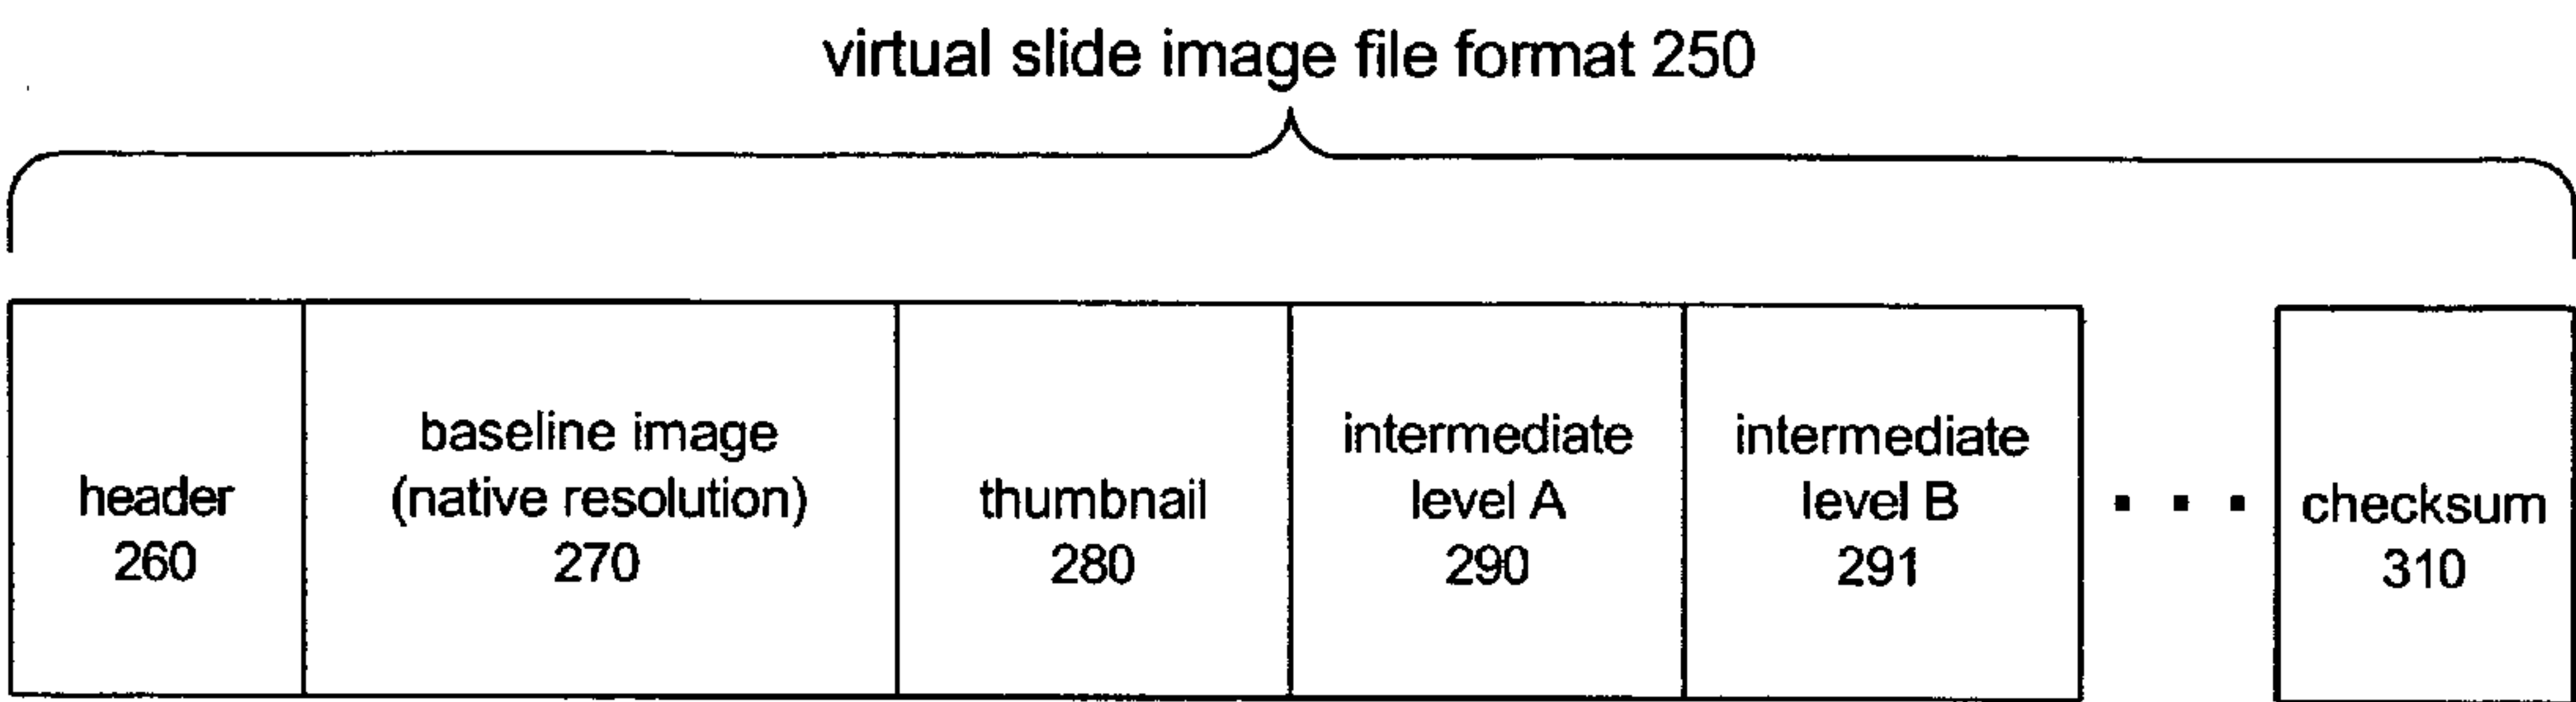 virtual slide image file format 250
header
260
baseline image
(native resolution)
270
thumbnail
280
intermediate
level A
290
intermediate
level B
291
checksum
310